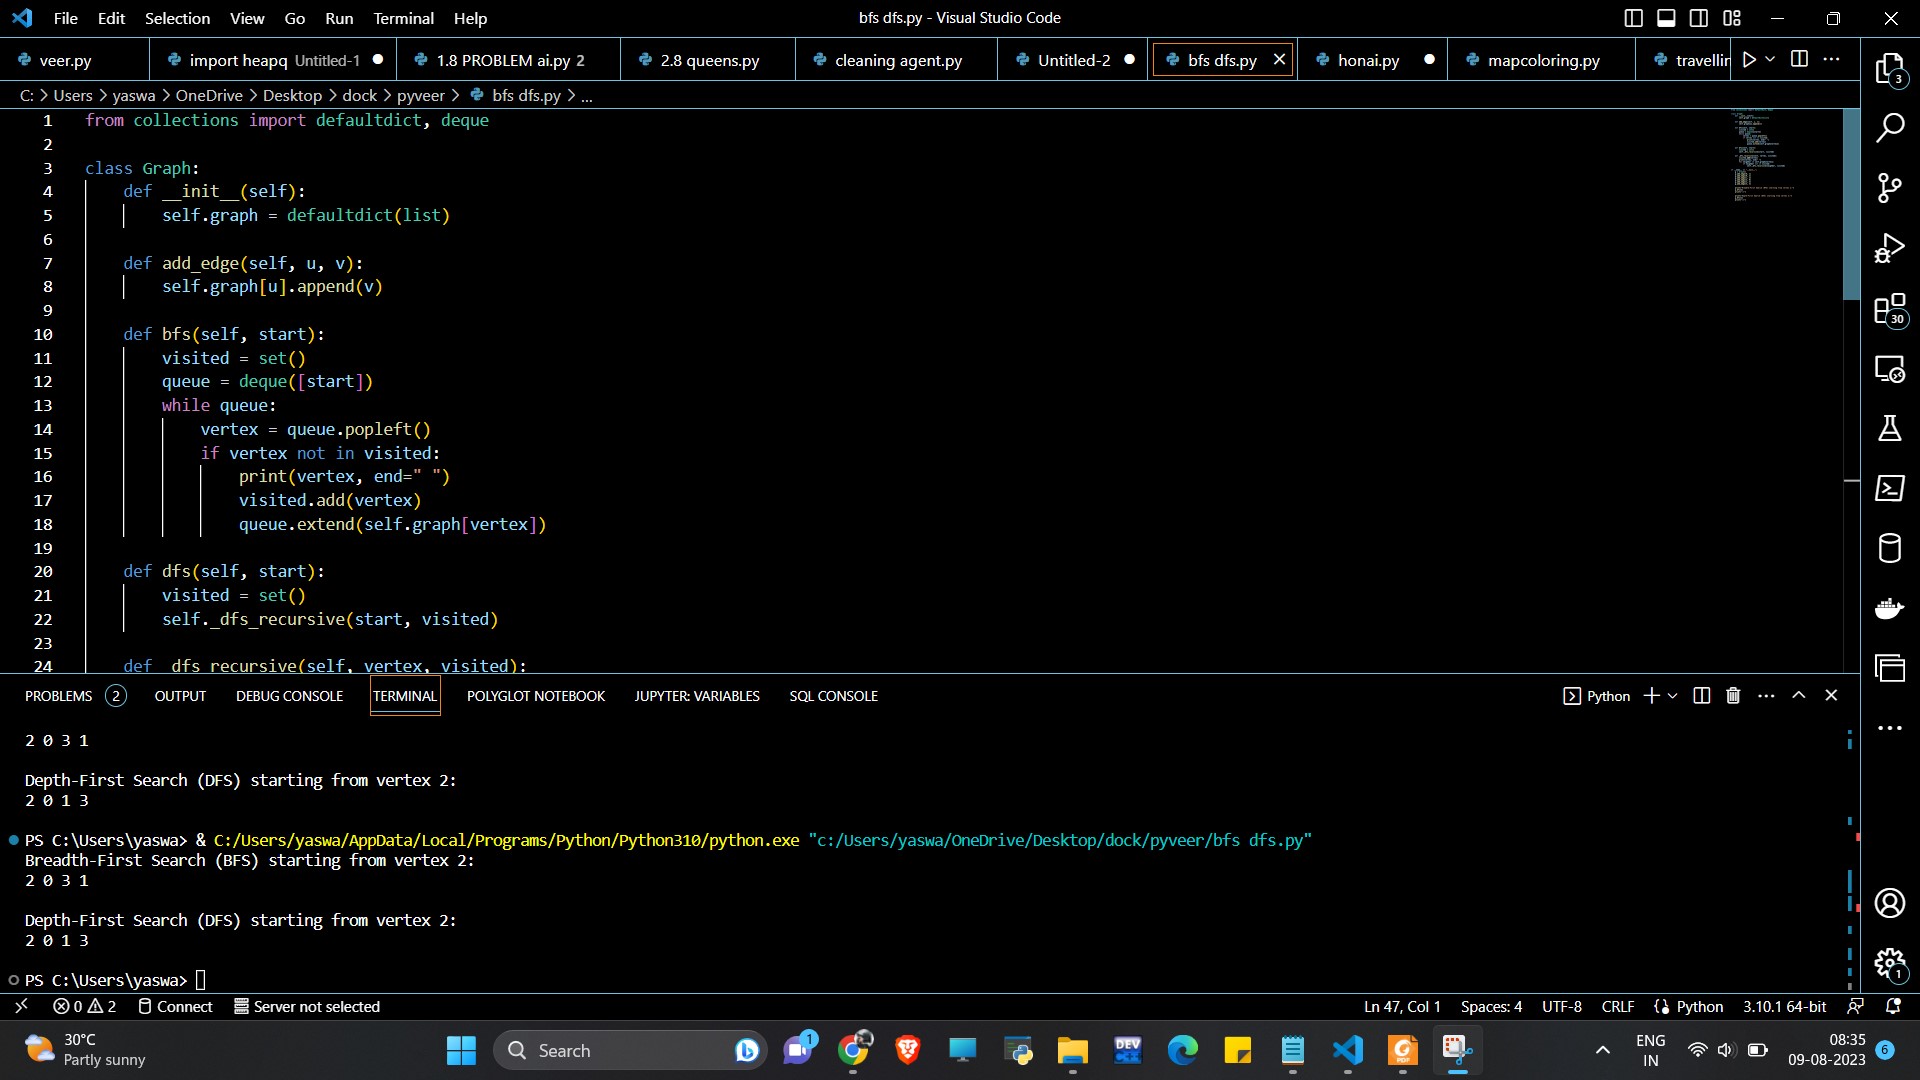 File Edit Selection View Go Run Terminal Help
bfs dfs.py - Visual Studio Code
veer.py
import heapq Untitled-1
1.8 PROBLEM ai.py 2
2.8 queens.py
cleaning agent.py
Untitled-2
bfs dfs.py
honai.py
mapcoloring.py
travellin
C: > Users > yaswa > OneDrive > Desktop > dock > pyveer > bfs dfs.py > ...
1 from collections import defaultdict, deque
2
3 class Graph:
4 def __init__(self):
5 self.graph = defaultdict(list)
6
7 def add_edge(self, u, v):
8 self.graph[u].append(v)
9
10 def bfs(self, start):
11 visited = set()
12 queue = deque([start])
13 while queue:
14 vertex = queue.popleft()
15 if vertex not in visited:
16 print(vertex, end=" ")
17 visited.add(vertex)
18 queue.extend(self.graph[vertex])
19
20 def dfs(self, start):
21 visited = set()
22 self._dfs_recursive(start, visited)
23
24 def _dfs_recursive(self, vertex, visited):
3
30
PROBLEMS 2 OUTPUT DEBUG CONSOLE TERMINAL POLYGLOT NOTEBOOK JUPYTER: VARIABLES SQL CONSOLE
Python
2 0 3 1
Depth-First Search (DFS) starting from vertex 2:
2 0 1 3
PS C:\Users\yaswa> & C:/Users/yaswa/AppData/Local/Programs/Python/Python310/python.exe "c:/Users/yaswa/OneDrive/Desktop/dock/pyveer/bfs dfs.py"
Breadth-First Search (BFS) starting from vertex 2:
2 0 3 1
Depth-First Search (DFS) starting from vertex 2:
2 0 1 3
PS C:\Users\yaswa>
1
0 2 Connect Server not selected
Ln 47, Col 1 Spaces: 4 UTF-8 CRLF Python 3.10.1 64-bit
30°C
Partly sunny
Search
1
DEV
PDF
ENG
IN
08:35
09-08-2023
6